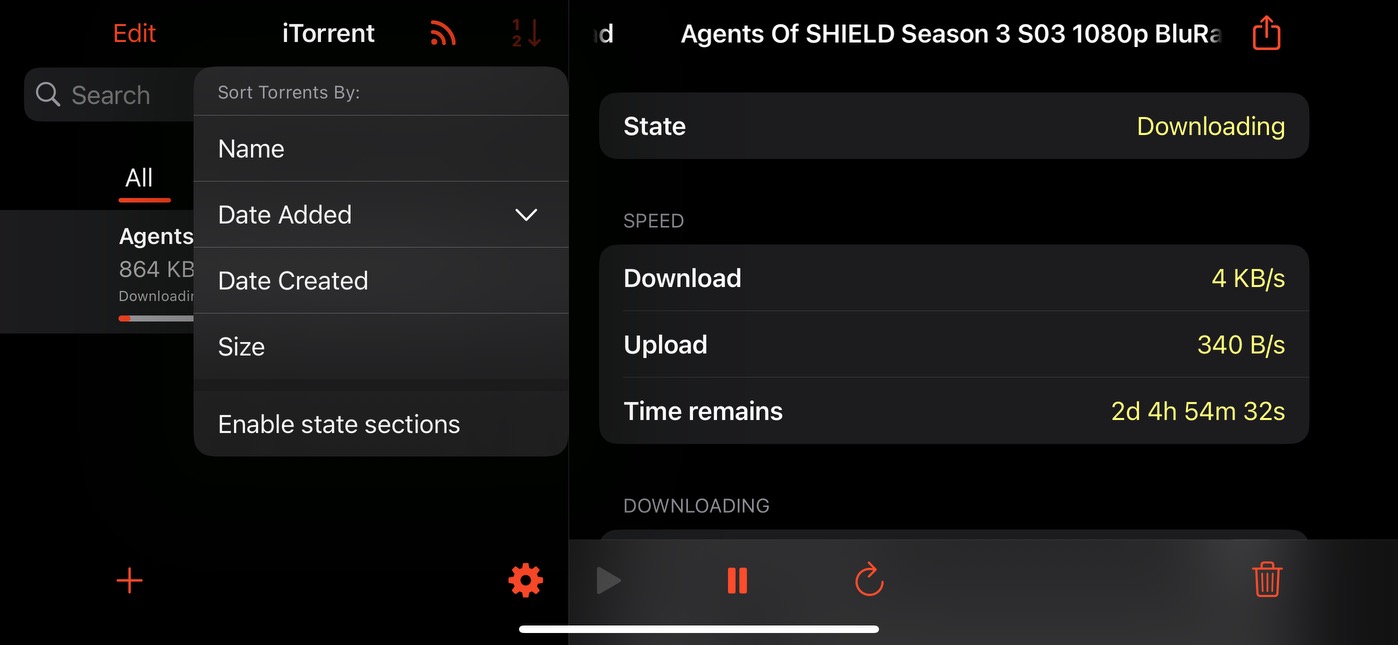 Edit
iTorrent
1
2
Search
Sort Torrents By:
Name
Date Added
Date Created
Size
Enable state sections
All
Agents
864 KB
d
Agents Of SHIELD Season 3 S03 1080p
State
Downloading
SPEED
Download
4 KB/s
Upload
340 B/s
Time remains
2d 4h 54m 32s
DOWNLOADING